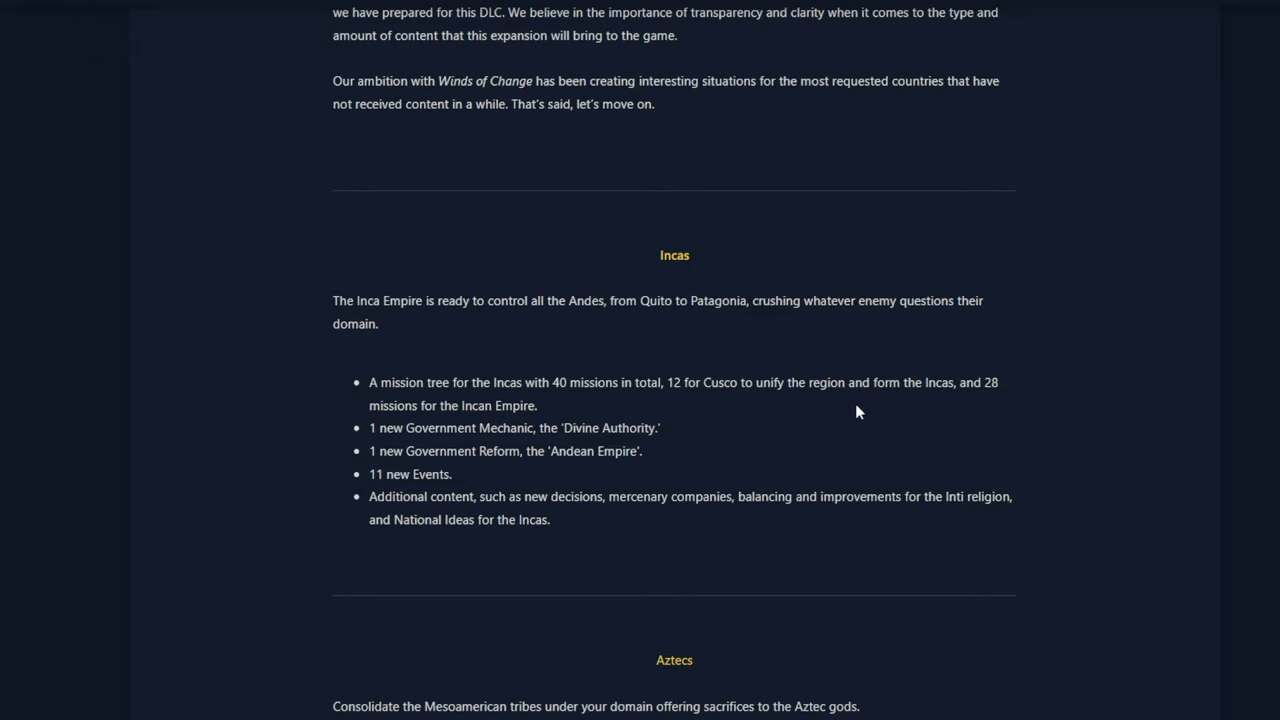 we have prepared for this DLC. We believe in the importance of transparency and clarity when it comes to the type and
amount of content that this expansion will bring to the game.
Our ambition with Winds of Change has been creating interesting situations for the most requested countries that have
not received content in a while. That's said, let's move on.
Incas
The Inca Empire is ready to control all the Andes, from Quito to Patagonia, crushing whatever enemy questions their
domain.
• A mission tree for the Incas with 40 missions in total, 12 for Cusco to unify the region and form the Incas, and 28
missions for the Incan Empire.
• 1 new Government Mechanic, the 'Divine Authority.'
• 1 new Government Reform, the 'Andean Empire'.
• 11 new Events.
• Additional content, such as new decisions, mercenary companies, balancing and improvements for the Inti religion,
and National Ideas for the Incas.
Aztecs
Consolidate the Mesoamerican tribes under your domain offering sacrifices to the Aztec gods.